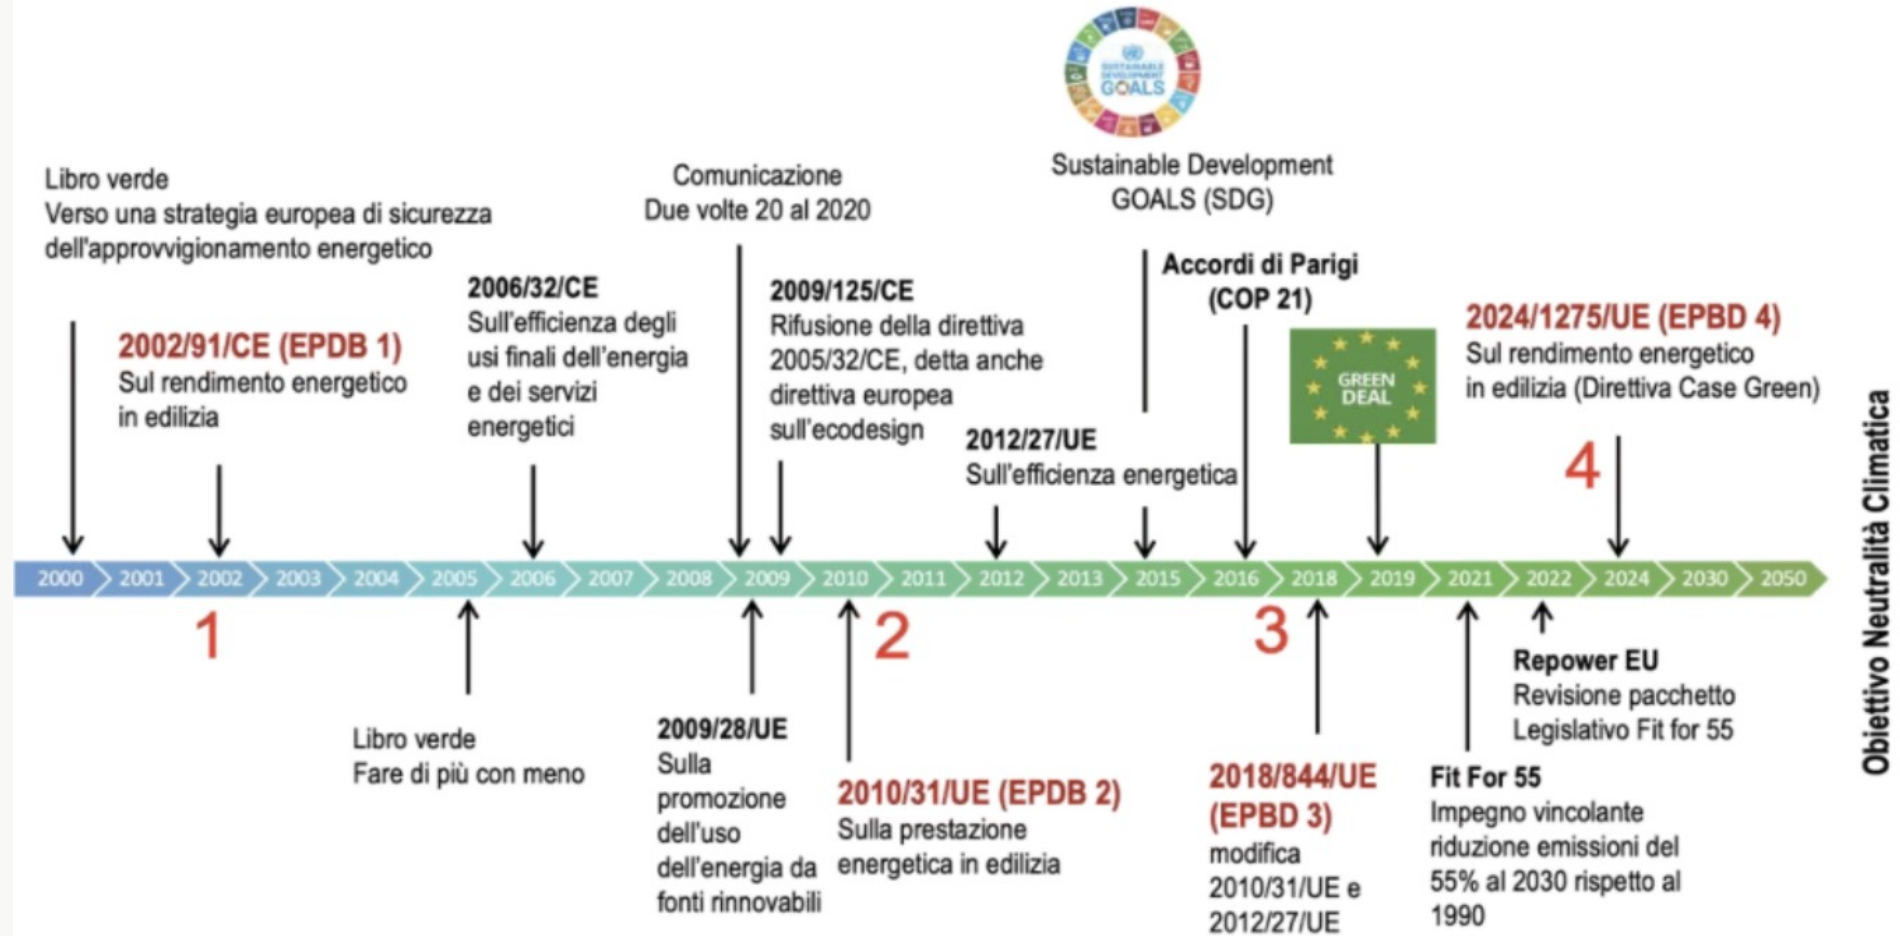 SUSTAINABLE
DEVELOPMENT
GOALS
Sustainable Development
GOALS (SDG)
Libro verde
Verso una strategia europea di sicurezza
dell'approvvigionamento energetico
2002/91/CE (EPDB 1)
Sul rendimento energetico
in edilizia
2006/32/CE
Sull'efficienza degli
usi finali dell'energia
e dei servizi
energetici
Comunicazione
Due volte 20 al 2020
2009/125/CE
Rifusione della direttiva
2005/32/CE, detta anche
direttiva europea
sull'ecodesign
2012/27/UE
Sull'efficienza energetica
Accordi di Parigi
(COP 21)
GREEN
DEAL
2024/1275/UE (EPBD 4)
Sul rendimento energetico
in edilizia (Direttiva Case Green)
4
2000 2001 2002 2003 2004 2005 2006 2007 2008 2009 2010 2011 2012 2013 2015 2016 2018 2019 2021 2022 2024 2030 2050
Obiettivo Neutralità Climatica
1
2
3
Libro verde
Fare di più con meno
2009/28/UE
Sulla
promozione
dell'uso
dell'energia da
fonti rinnovabili
2010/31/UE (EPDB 2)
Sulla prestazione
energetica in edilizia
2018/844/UE
(EPBD 3)
modifica
2010/31/UE e
2012/27/UE
Fit For 55
Impegno vincolante
riduzione emissioni del
55% al 2030 rispetto al
1990
Repower EU
Revisione pacchetto
Legislativo Fit for 55